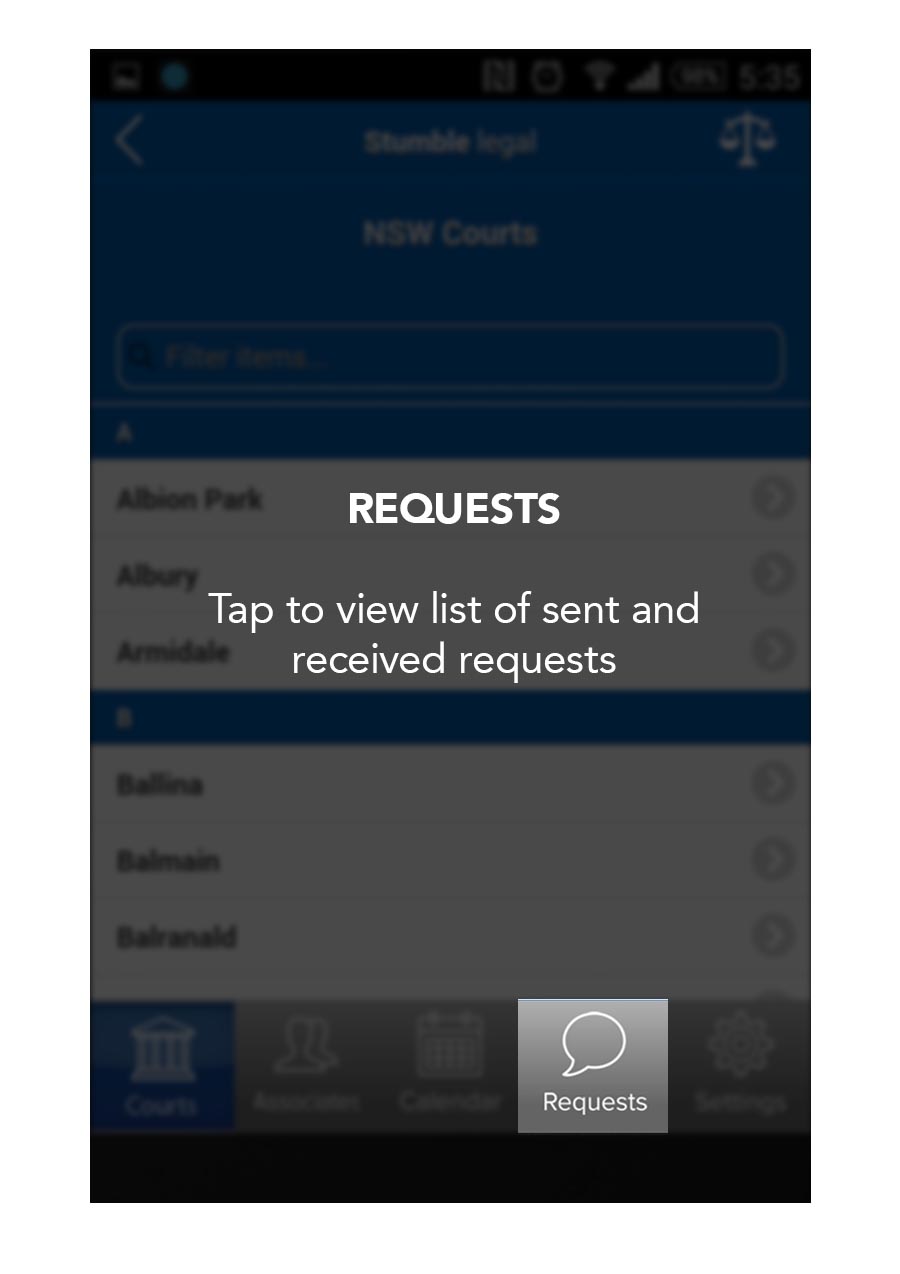 98% 5:35
Stumble legal
NSW Courts
Filter items...
A
Albion Park
REQUESTS
Albury
Tap to view list of sent and
Armidale
received requests
B
Ballina
Balmain
Balranald
Courts Associates Calendar Requests Settings